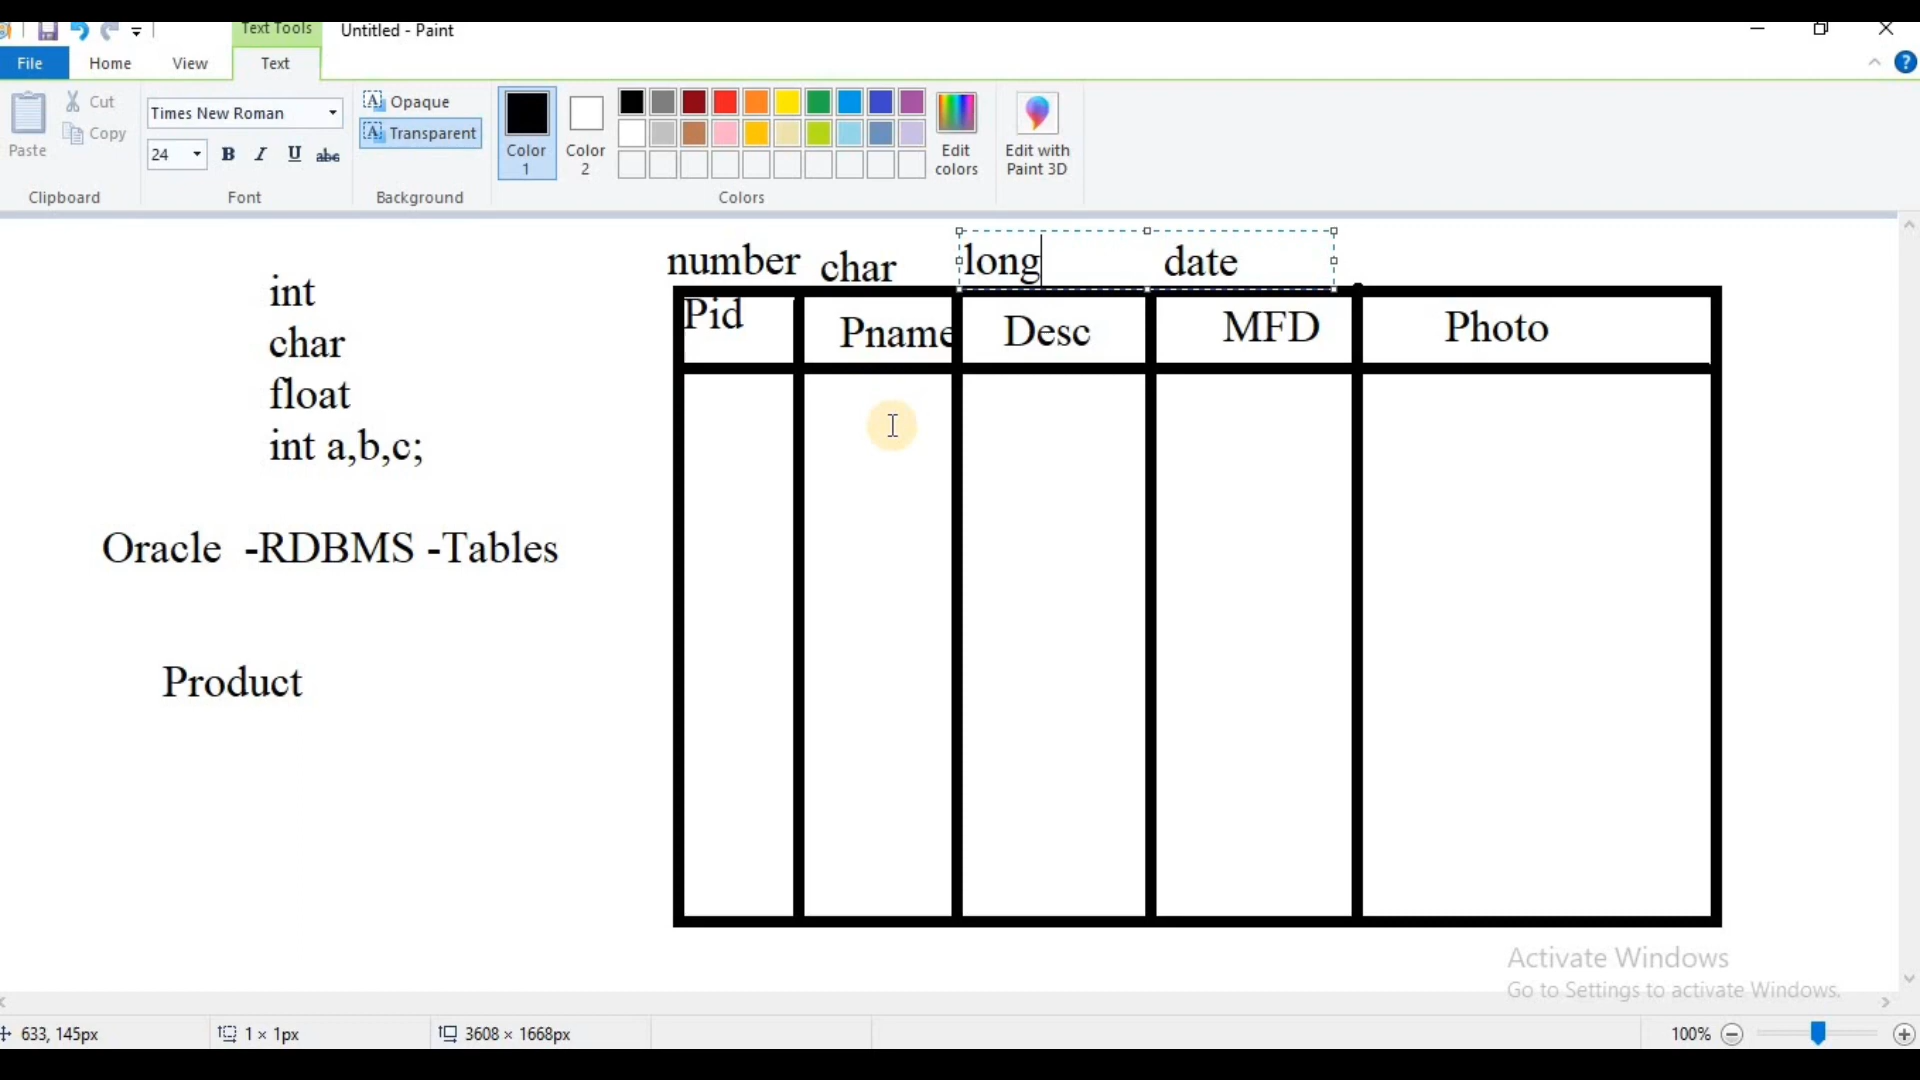 Text Tools Untitled - Paint
File Home View Text
Paste
Cut
Copy
Clipboard
Times New Roman
24 B I U abc
Font
Opaque
Transparent
Background
Color 1
Color 2
Colors
Edit colors
Edit with Paint 3D
number char long date
Pid Pname Desc MFD Photo
int
char
float
int a,b,c;
Oracle -RDBMS -Tables
Product
Activate Windows
Go to Settings to activate Windows.
633, 145px 1 × 1px 3608 × 1668px 100%